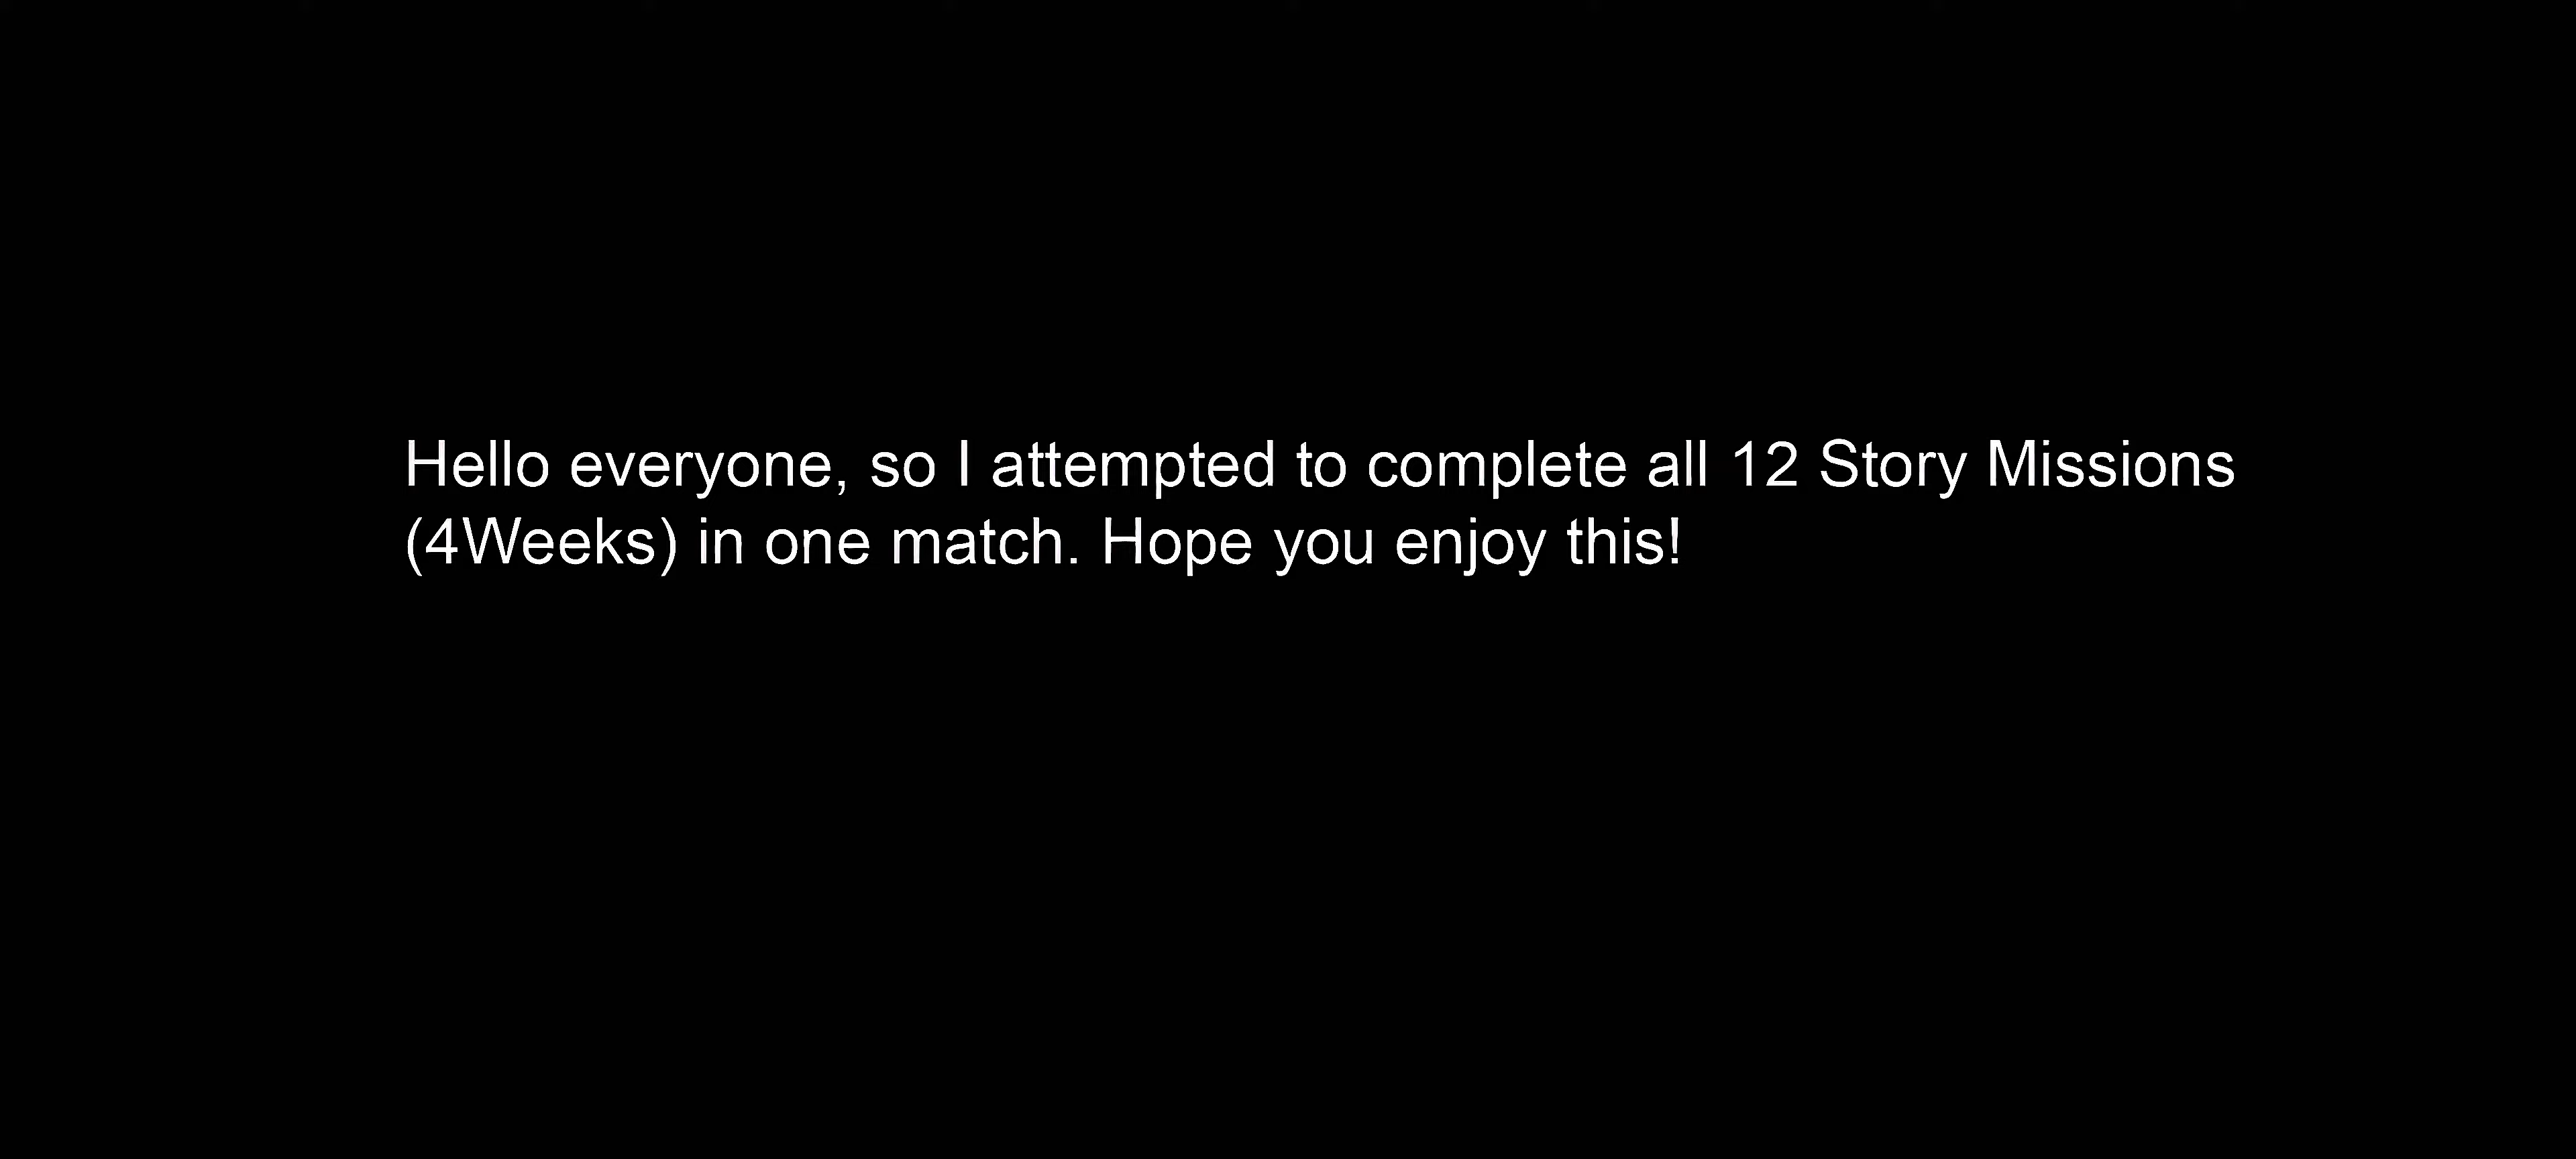 Hello everyone, so I attempted to complete all 12 Story Missions
(4Weeks) in one match. Hope you enjoy this!